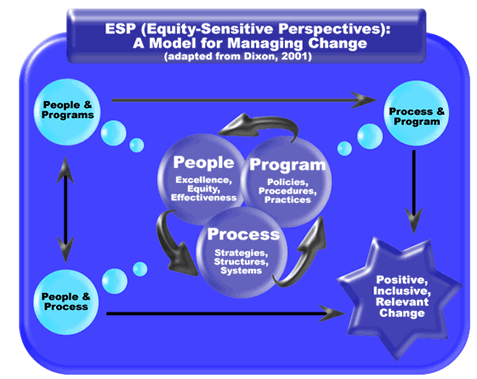 ESP (Equity-Sensitive Perspectives):
A Model for Managing Change
(adapted from Dixon, 2001)
People &
Programs
Process &
Program
People
Excellence,
Equity,
Effectiveness
Program
Policies,
Procedures,
Practices
Process
Strategies,
Structures,
Systems
People &
Process
Positive,
Inclusive,
Relevant
Change